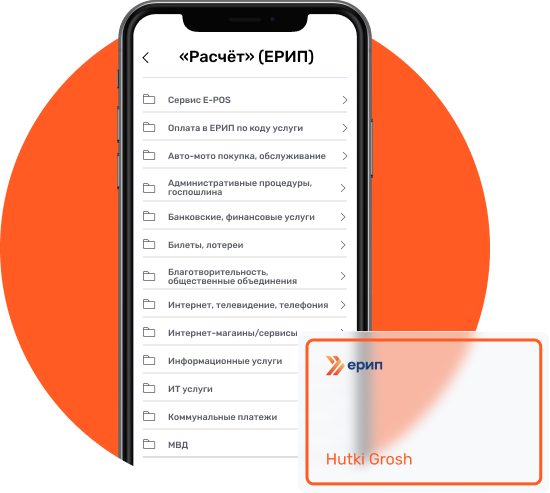 «Расчёт» (ЕРИП)
Сервис E-POS
Оплата в ЕРИП по коду услуги
Авто-мото покупка, обслуживание
Административные процедуры,
госпошлина
Банковские, финансовые услуги
Билеты, лотереи
Благотворительность,
общественные объединения
Интернет, телевидение, телефония
Интернет-магаины/сервисы
Информационные услуги
ИТ услуги
Коммунальные платежи
МВД
ерип
Hutki Grosh